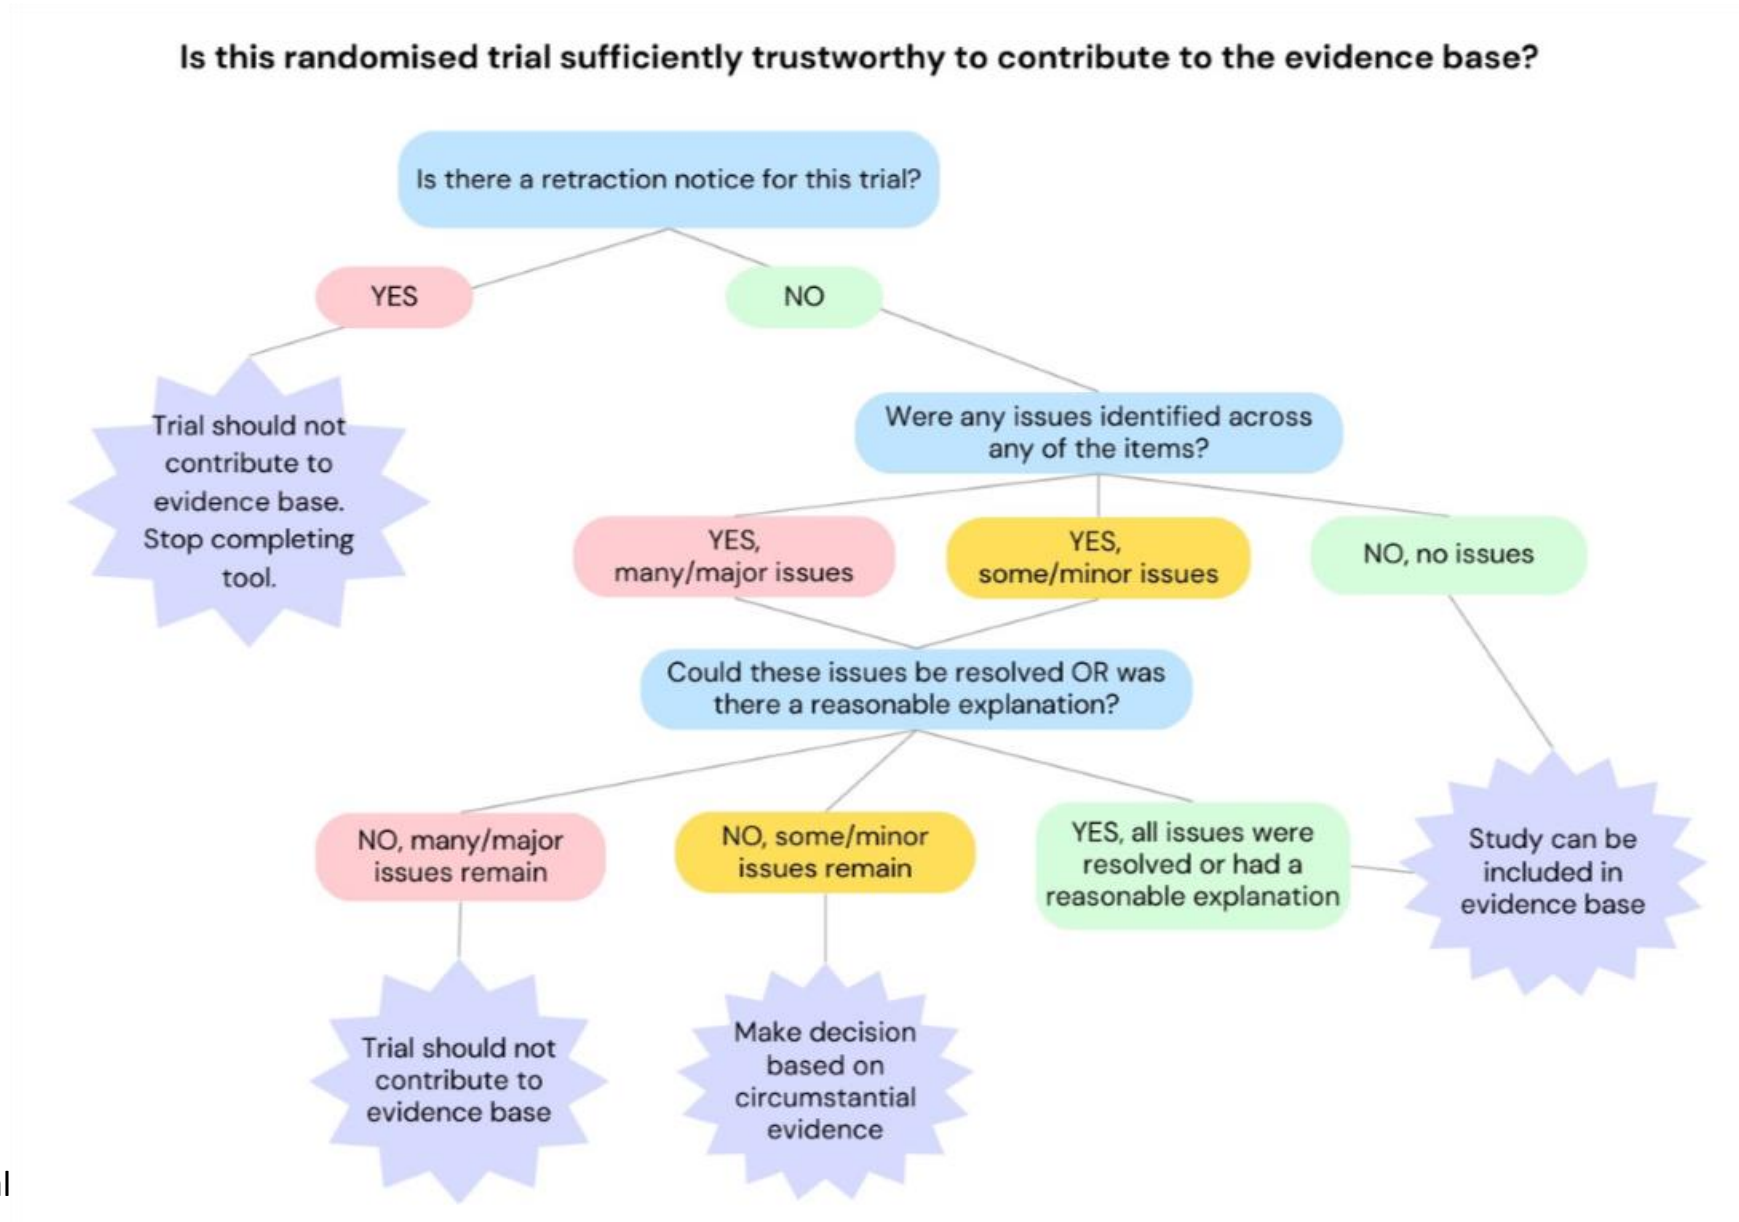 Is this randomised trial sufficiently trustworthy to contribute to the evidence base?
Is there a retraction notice for this trial?
YES
NO
Trial should not
contribute to
evidence base.
Stop completing
tool.
Were any issues identified across
any of the items?
YES,
many/major issues
YES,
some/minor issues
NO, no issues
Could these issues be resolved OR was
there a reasonable explanation?
NO, many/major
issues remain
NO, some/minor
issues remain
YES, all issues were
resolved or had a
reasonable explanation
Study can be
included in
evidence base
Trial should not
contribute to
evidence base
Make decision
based on
circumstantial
evidence